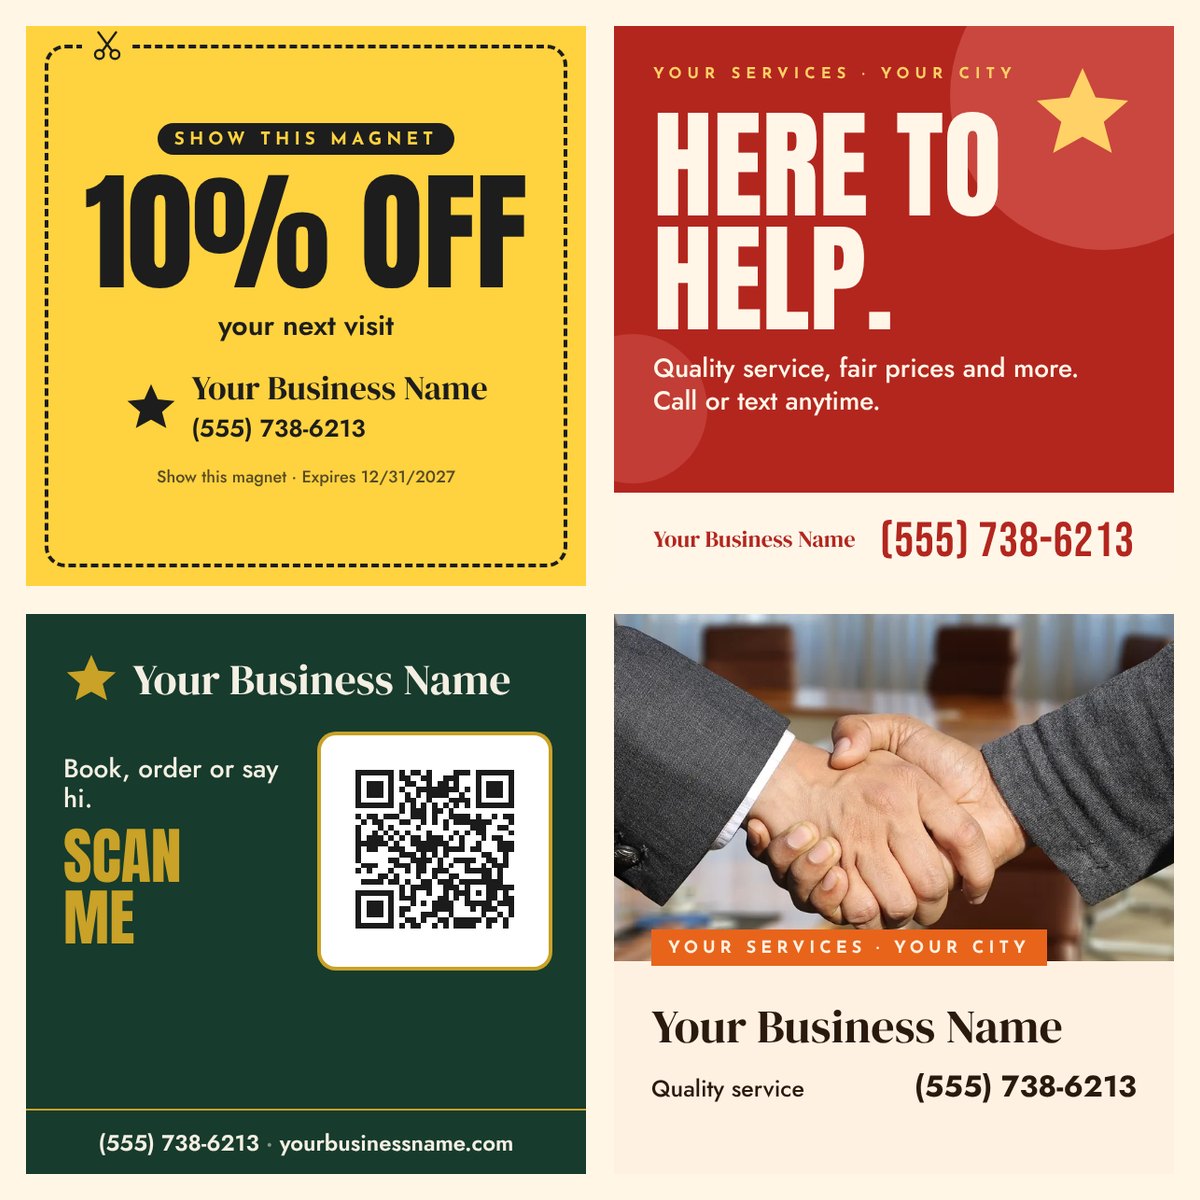 SHOW THIS MAGNET
10% OFF
your next visit
Your Business Name
(555) 738-6213
Show this magnet · Expires 12/31/2027
YOUR SERVICES · YOUR CITY
HERE TO
HELP.
Quality service, fair prices and more.
Call or text anytime.
Your Business Name
(555) 738-6213
Your Business Name
Book, order or say
hi.
SCAN
ME
(555) 738-6213 · yourbusinessname.com
YOUR SERVICES · YOUR CITY
Your Business Name
Quality service
(555) 738-6213